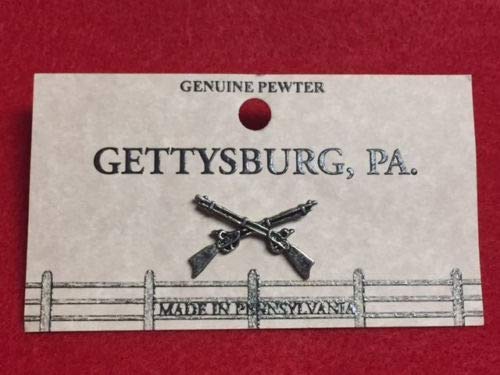 GENUINE PEWTER
GETTYSBURG, PA.
MADE IN PENNSYLVANIA